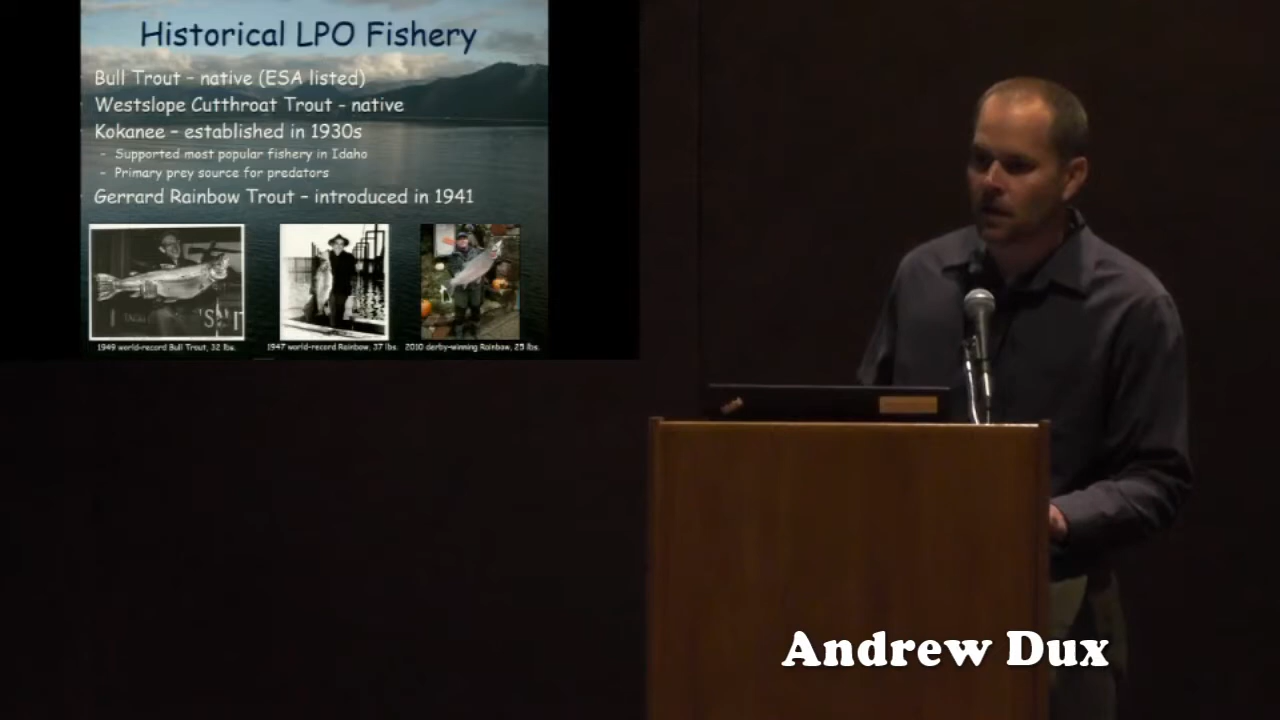 Historical LPO Fishery
Bull Trout – native (ESA listed)
Westslope Cutthroat Trout - native
Kokanee – established in 1930s
- Supported most popular fishery in Idaho
- Primary prey source for predators
Gerrard Rainbow Trout – introduced in 1941
1949 world-record Bull Trout, 32 lbs.
1947 world-record Rainbow, 37 lbs.
2010 derby-winning Rainbow, 25 lbs.
Andrew Dux